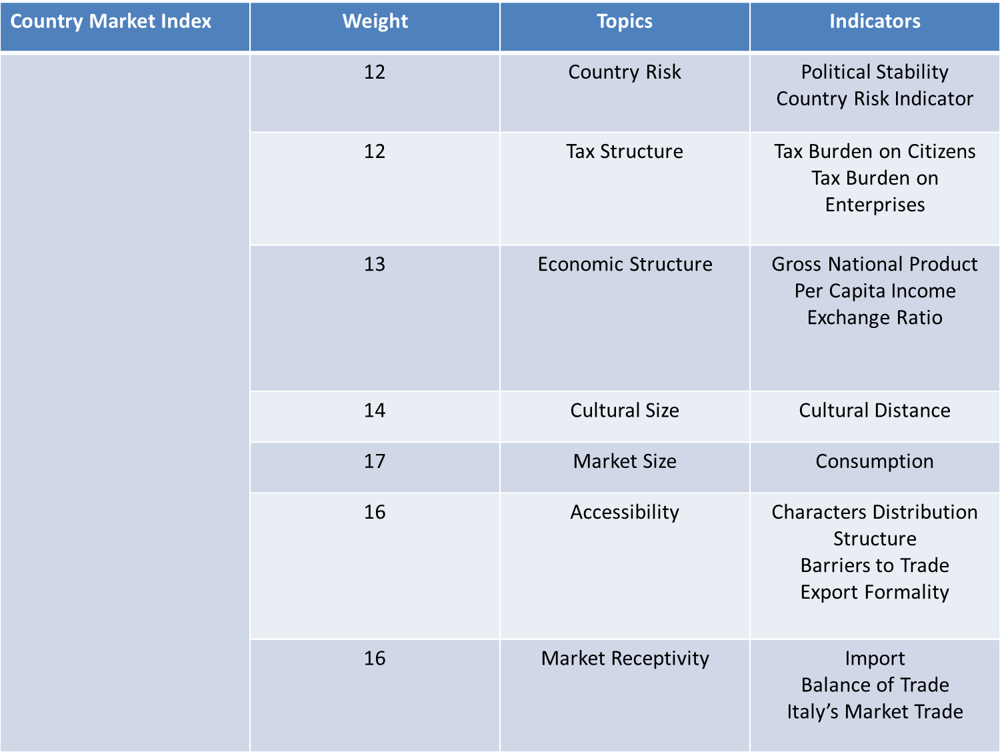 Country Market Index Weight Topics Indicators
12 Country Risk Political Stability
Country Risk Indicator
12 Tax Structure Tax Burden on Citizens
Tax Burden on
Enterprises
13 Economic Structure Gross National Product
Per Capita Income
Exchange Ratio
14 Cultural Size Cultural Distance
17 Market Size Consumption
16 Accessibility Characters Distribution
Structure
Barriers to Trade
Export Formality
16 Market Receptivity Import
Balance of Trade
Italy’s Market Trade